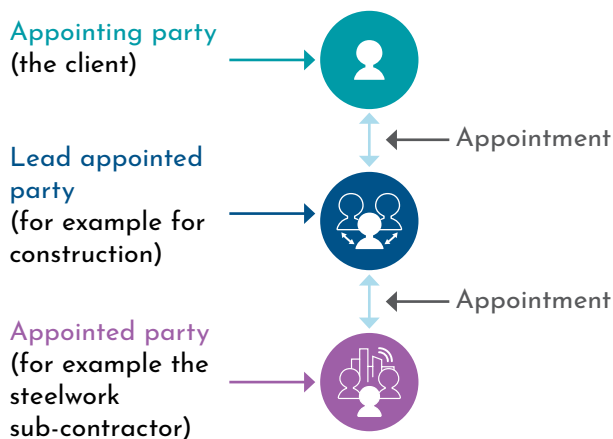 Appointing party
(the client)
Appointment
Lead appointed
party
(for example for
construction)
Appointment
Appointed party
(for example the
steelwork
sub-contractor)